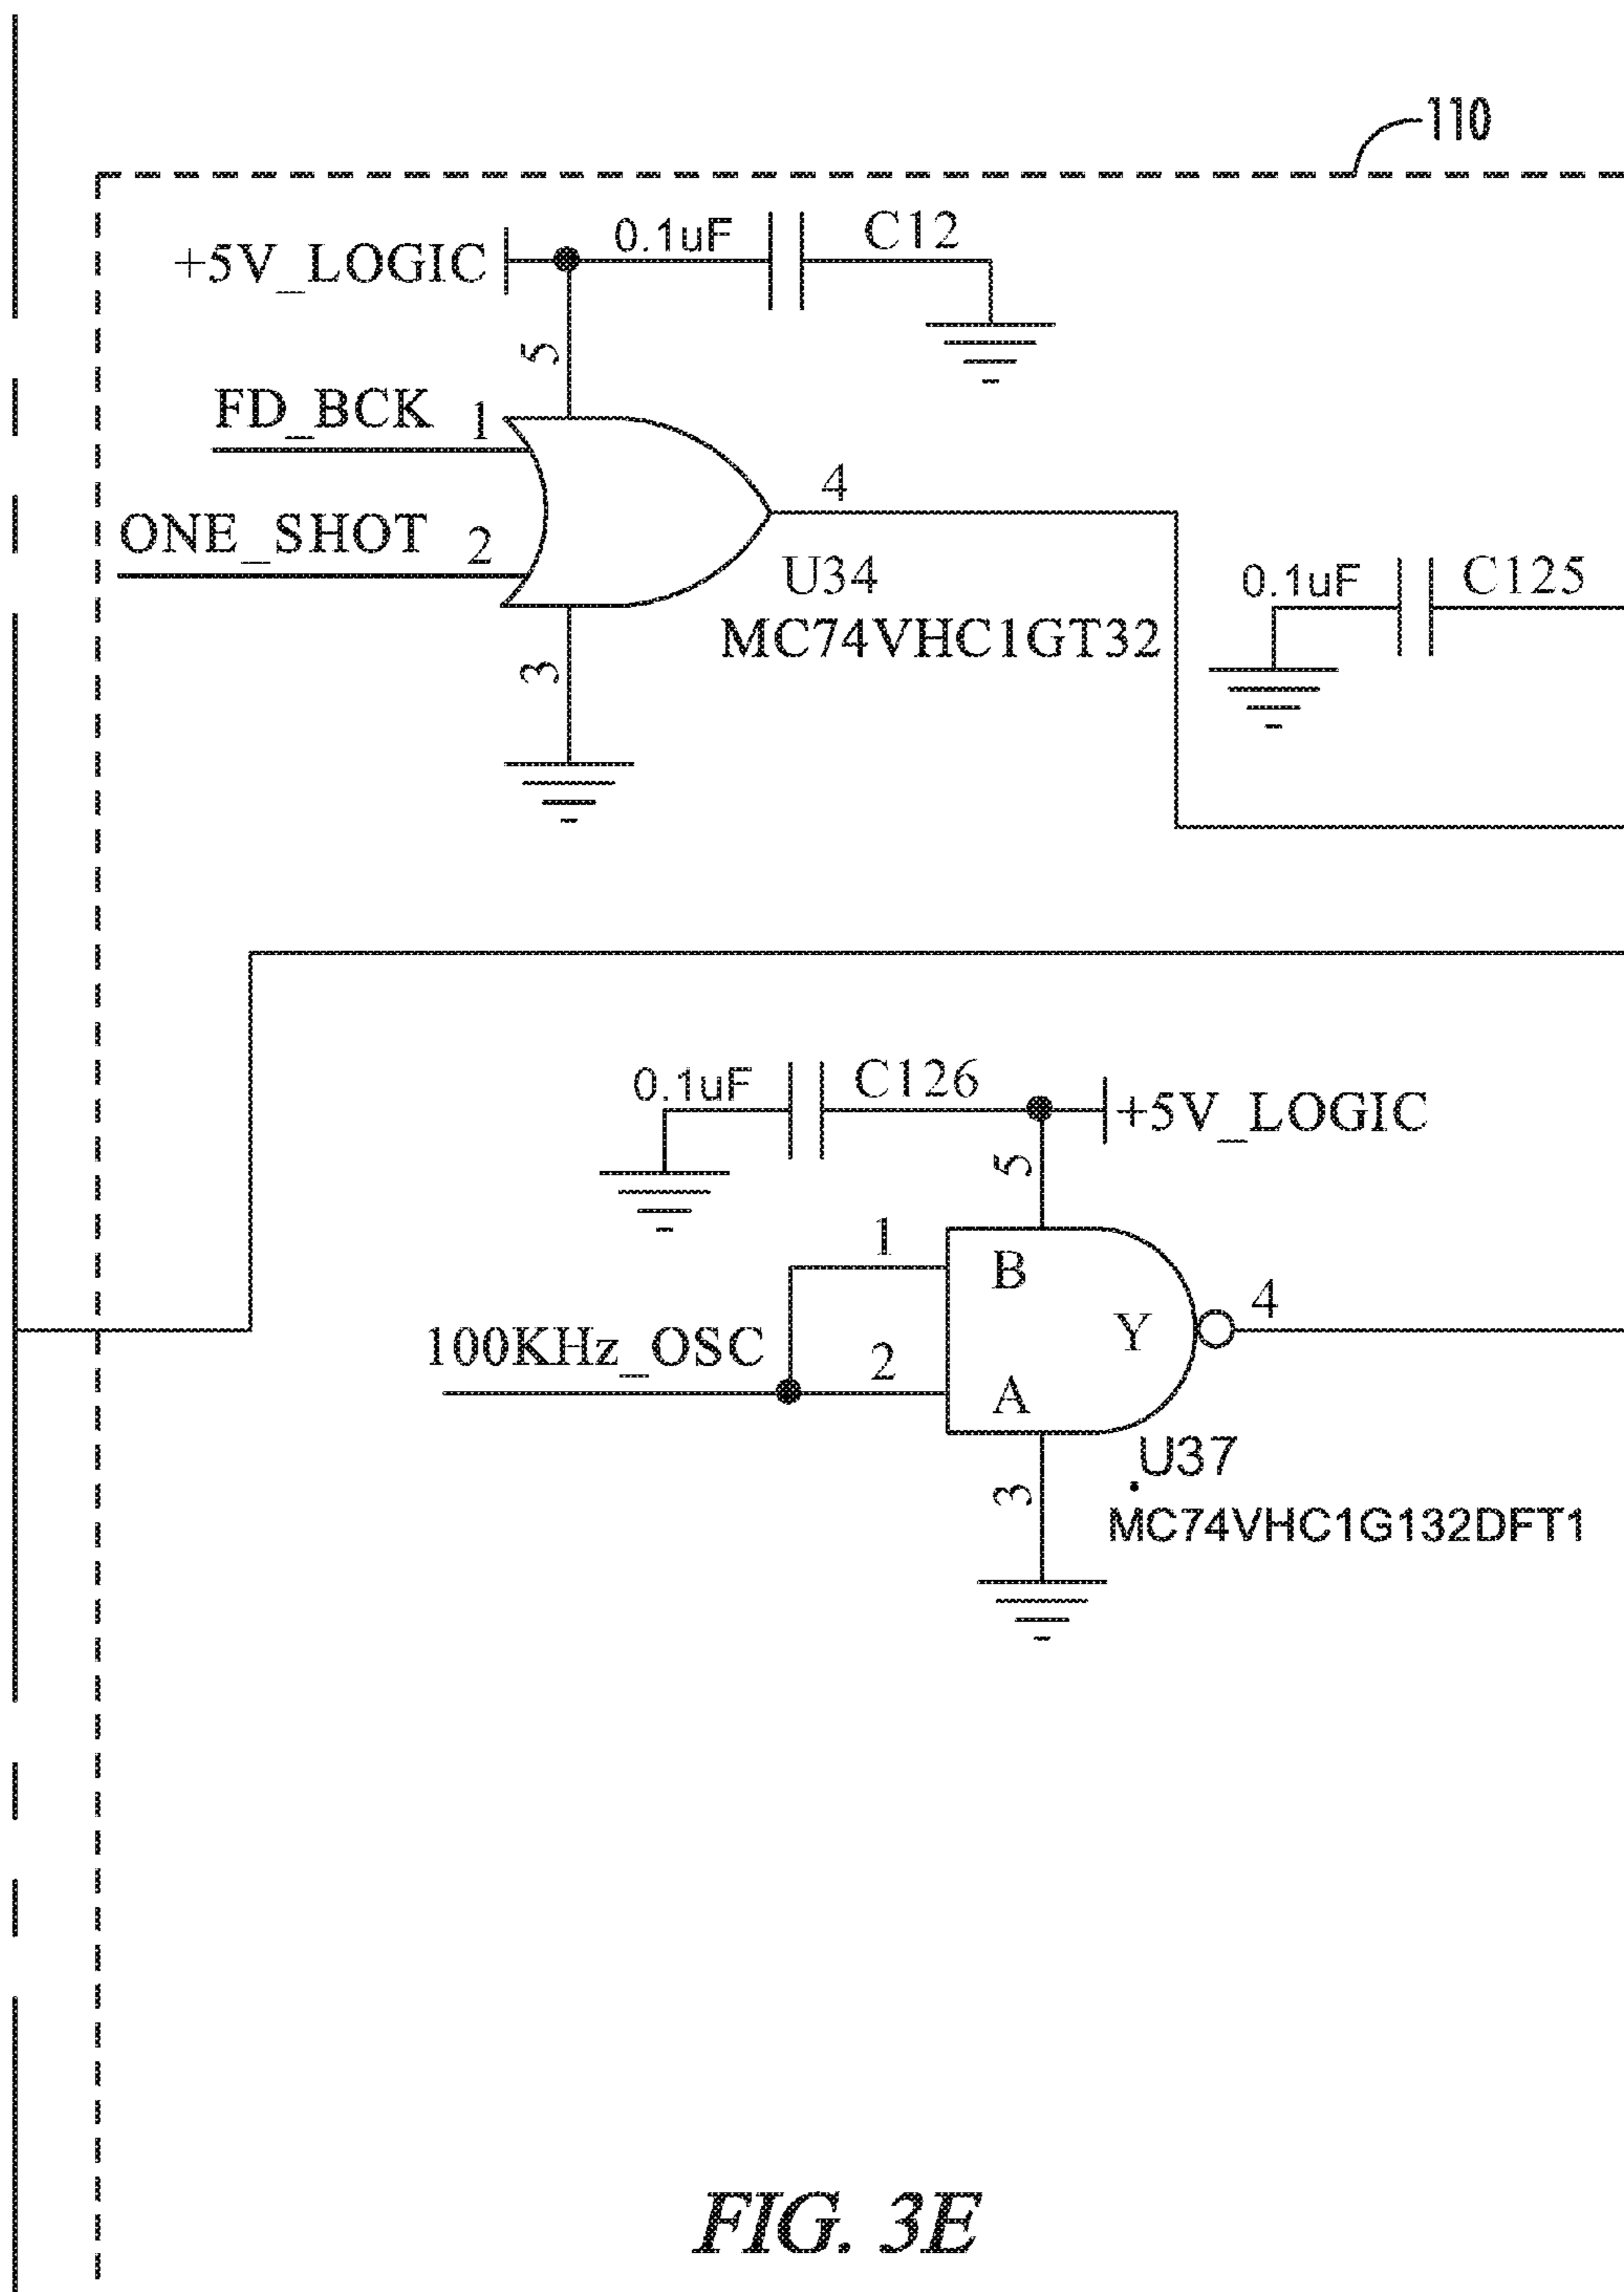 110
0.1uF C12
+5V_LOGIC
5
FD_BCK 1
4
ONE_SHOT 2
U34
MC74VHC1GT32
3
0.1uF C125
0.1uF C126
+5V_LOGIC
5
1
B
4
Y
100KHz_OSC 2
A
U37
MC74VHC1G132DFT1
3
FIG. 3E